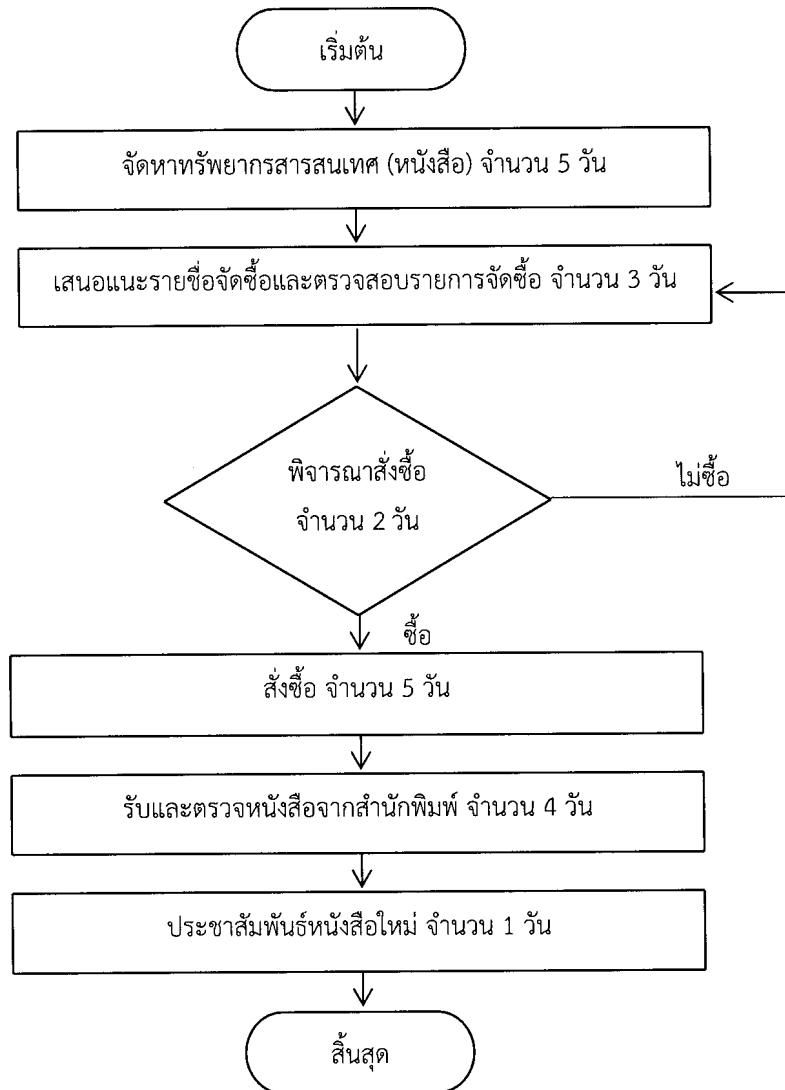 เริ่มต้น
จัดหาทรัพยากรสารสนเทศ (หนังสือ) จำนวน 5 วัน
เสนอแนะรายชื่อจัดซื้อและตรวจสอบรายการจัดซื้อ จำนวน 3 วัน
พิจารณาสั่งซื้อ
จำนวน 2 วัน
ไม่ซื้อ
ซื้อ
สั่งซื้อ จำนวน 5 วัน
รับและตรวจหนังสือจากสำนักพิมพ์ จำนวน 4 วัน
ประชาสัมพันธ์หนังสือใหม่ จำนวน 1 วัน
สิ้นสุด